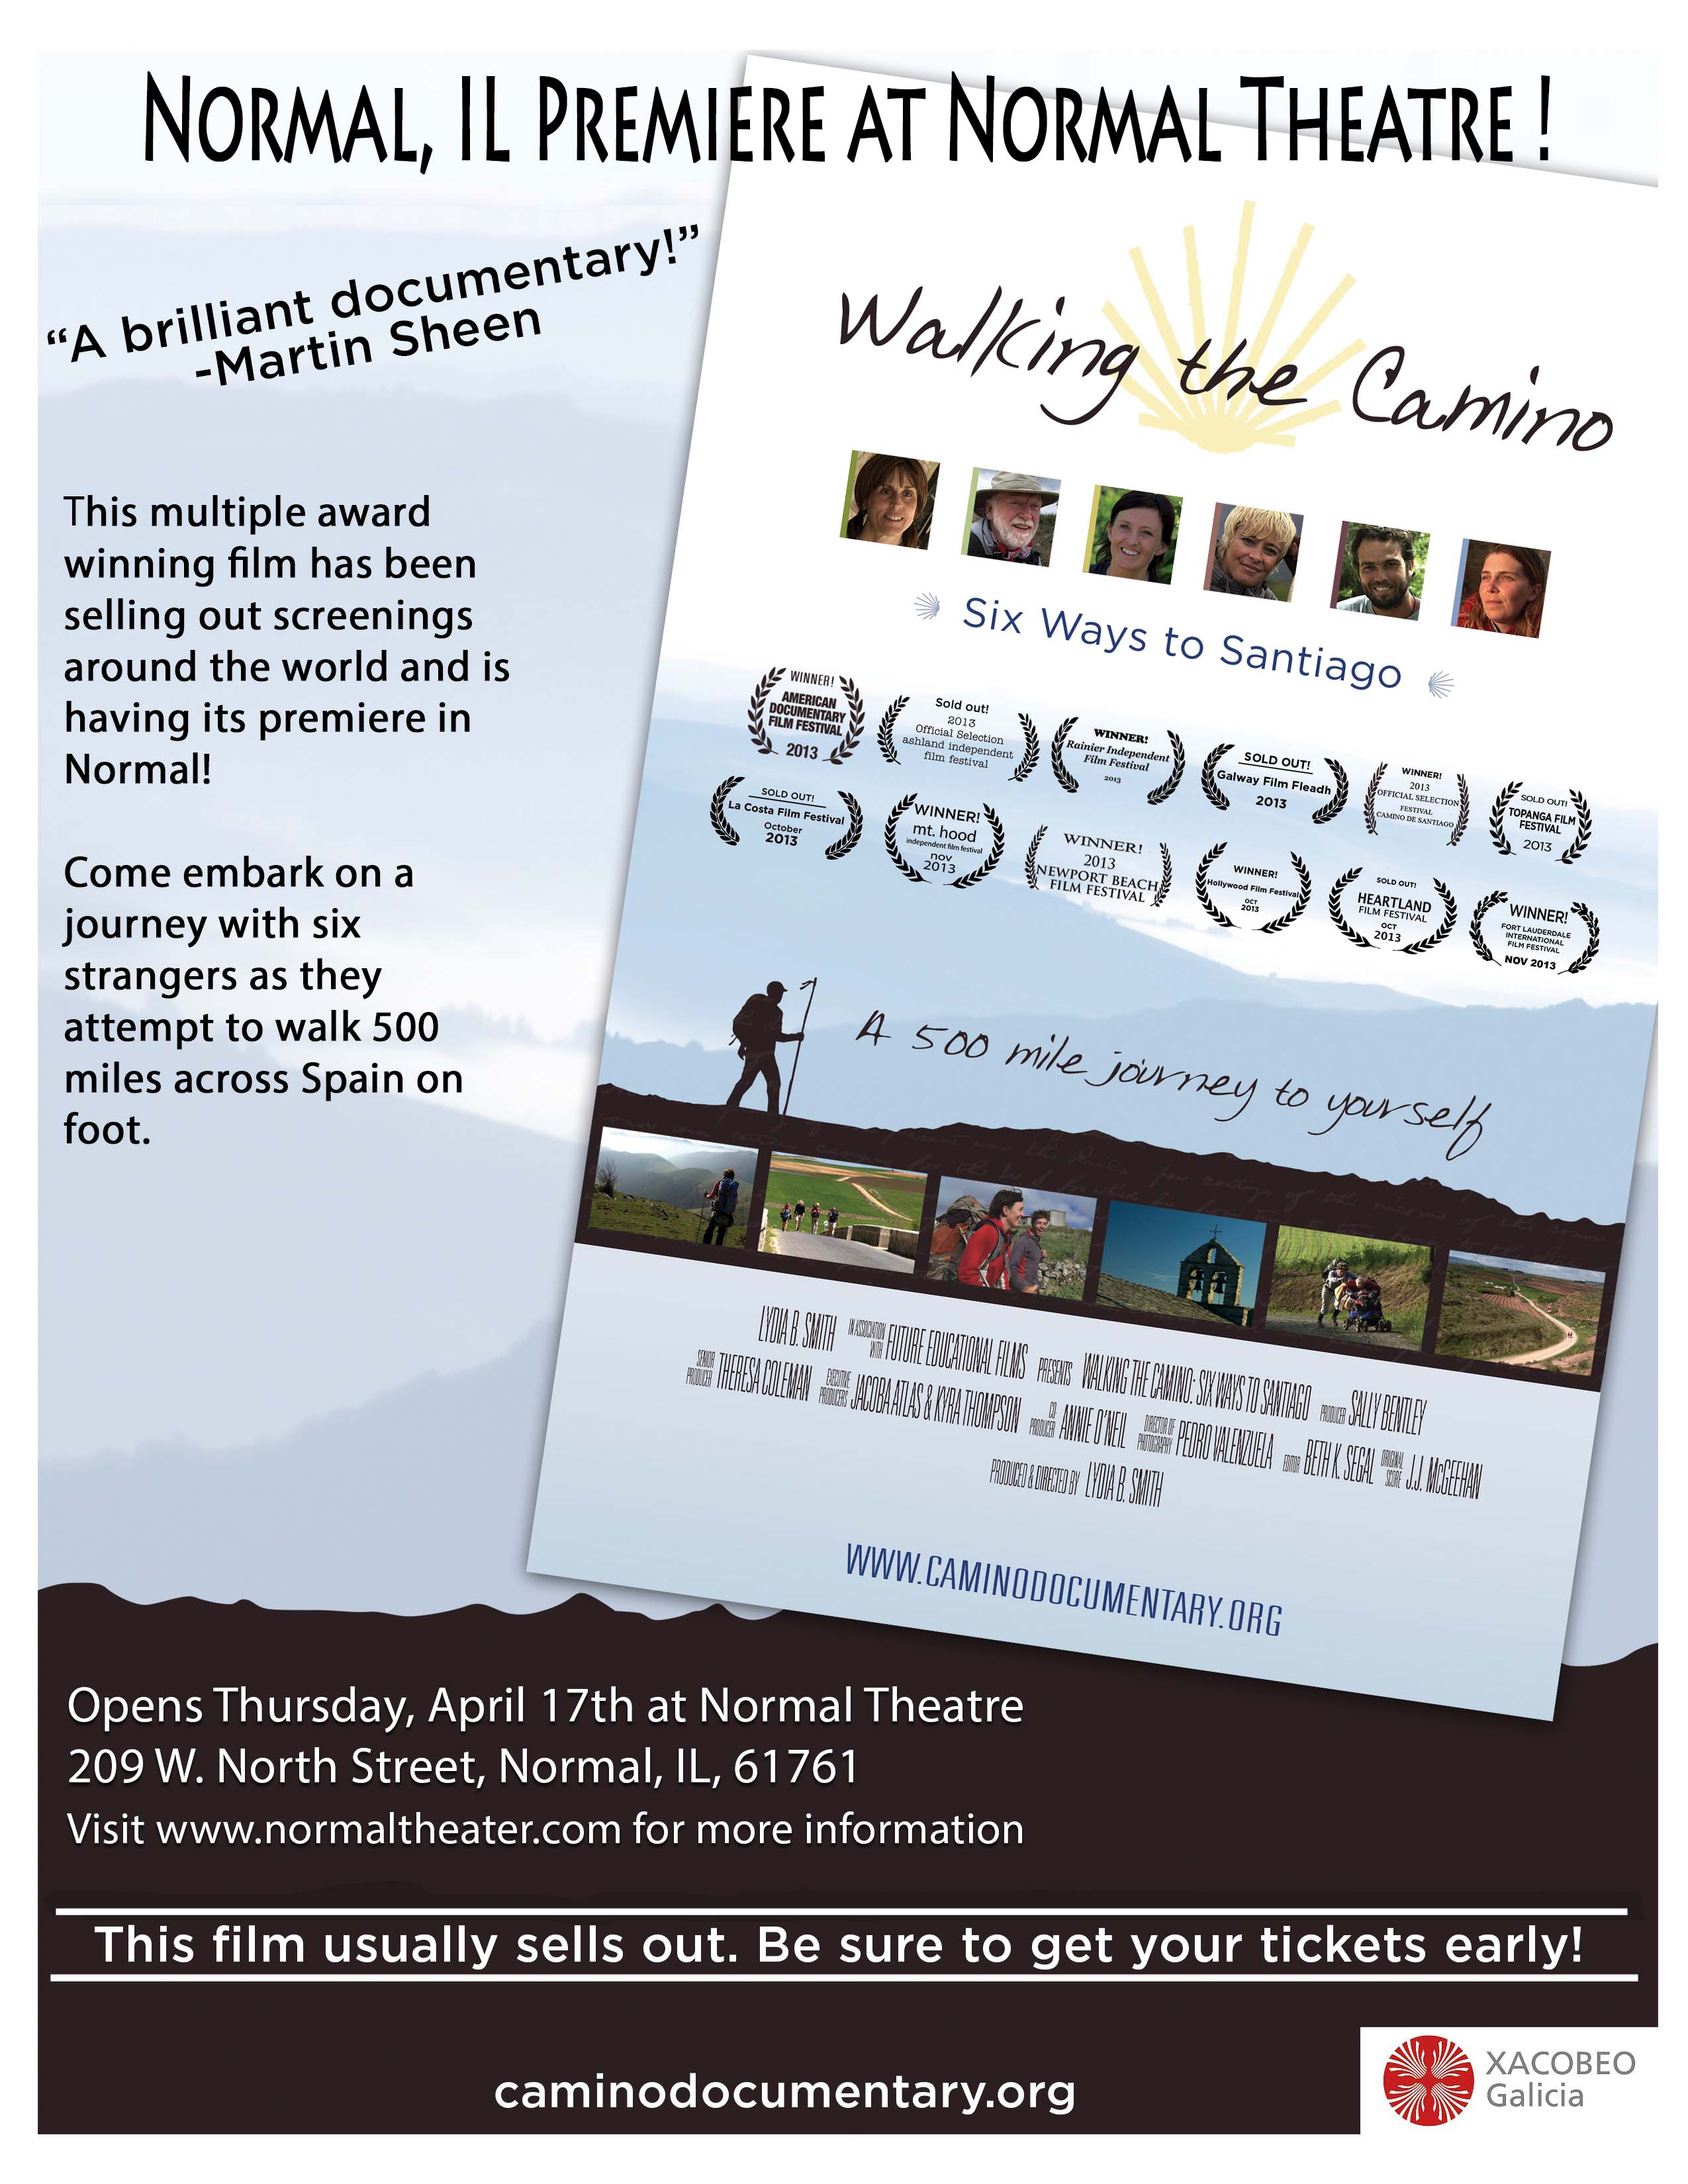 NORMAL, IL PREMIERE AT NORMAL THEATRE !
“A brilliant documentary!”
-Martin Sheen
This multiple award
winning film has been
selling out screenings
around the world and is
having its premiere in
Normal!
Come embark on a
journey with six
strangers as they
attempt to walk 500
miles across Spain on
foot.
Walking the Camino
Six Ways to Santiago
WINNER!
AMERICAN
DOCUMENTARY
FILM FESTIVAL
2013
Sold out!
2013
Official Selection
ashland independent
film festival
WINNER!
Rainier Independent
Film Festival
2013
SOLD OUT!
Galway Film Fleadh
2013
WINNER!
2013
OFFICIAL SELECTION
FESTIVAL
CAMINO DE SANTIAGO
SOLD OUT!
TOPANGA FILM
FESTIVAL
2013
SOLD OUT!
La Costa Film Festival
October
2013
WINNER!
mt. hood
independent film festival
nov
2013
WINNER!
2013
NEWPORT BEACH
FILM FESTIVAL
WINNER!
Hollywood Film Festival
OCT
2013
SOLD OUT!
HEARTLAND
FILM FESTIVAL
OCT
2013
WINNER!
FORT LAUDERDALE
INTERNATIONAL
FILM FESTIVAL
NOV 2013
A 500 mile journey to yourself
LYDIA B. SMITH IN ASSOCIATION WITH FUTURE EDUCATIONAL FILMS PRESENTS WALKING THE CAMINO: SIX WAYS TO SANTIAGO PRODUCER SALLY BENTLEY
SENIOR PRODUCER THERESA COLEMAN EXECUTIVE PRODUCERS JACOBA ATLAS & KYRA THOMPSON CO PRODUCER ANNIE O'NEIL DIRECTOR OF PHOTOGRAPHY PEDRO VALENZUELA EDITOR BETH K. SEGAL ORIGINAL SCORE J.J. McGEEHAN
PRODUCED & DIRECTED BY LYDIA B. SMITH
WWW.CAMINODOCUMENTARY.ORG
Opens Thursday, April 17th at Normal Theatre
209 W. North Street, Normal, IL, 61761
Visit www.normaltheater.com for more information
This film usually sells out. Be sure to get your tickets early!
caminodocumentary.org
XACOBEO
Galicia